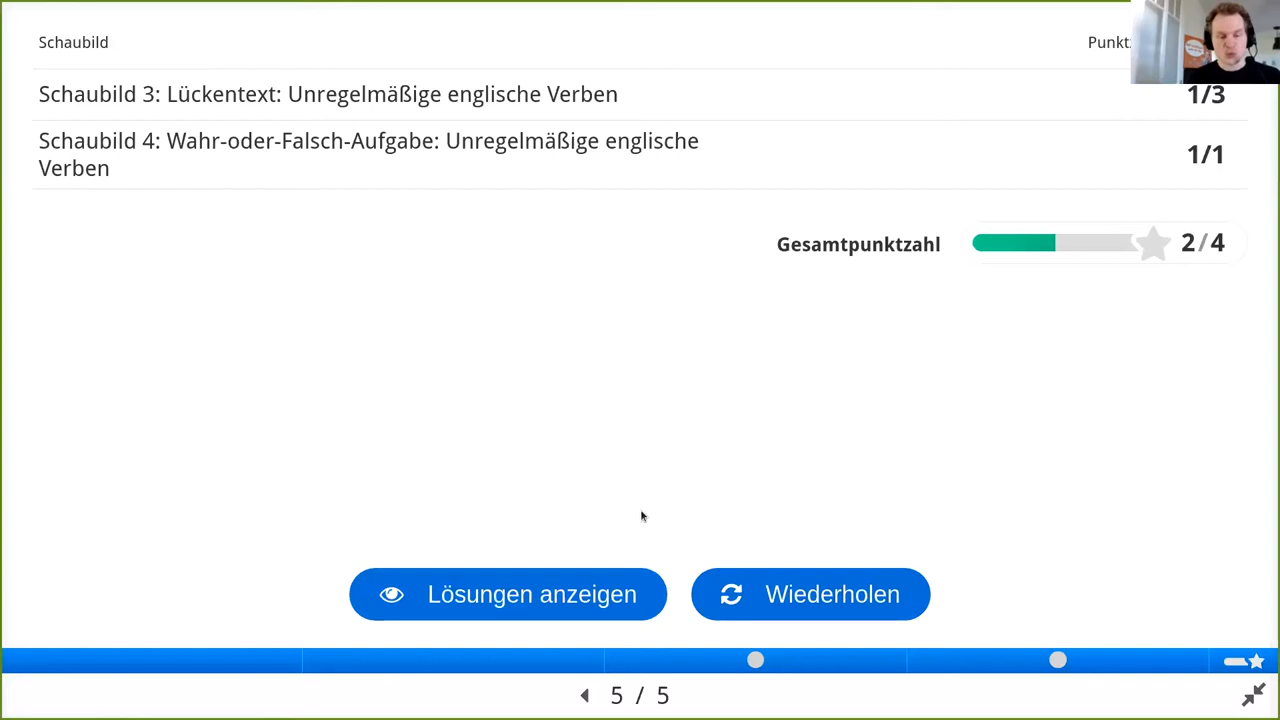 Schaubild
Punkt
Schaubild 3: Lückentext: Unregelmäßige englische Verben
1/3
Schaubild 4: Wahr-oder-Falsch-Aufgabe: Unregelmäßige englische
Verben
1/1
Gesamtpunktzahl
2/4
Lösungen anzeigen
Wiederholen
5 / 5